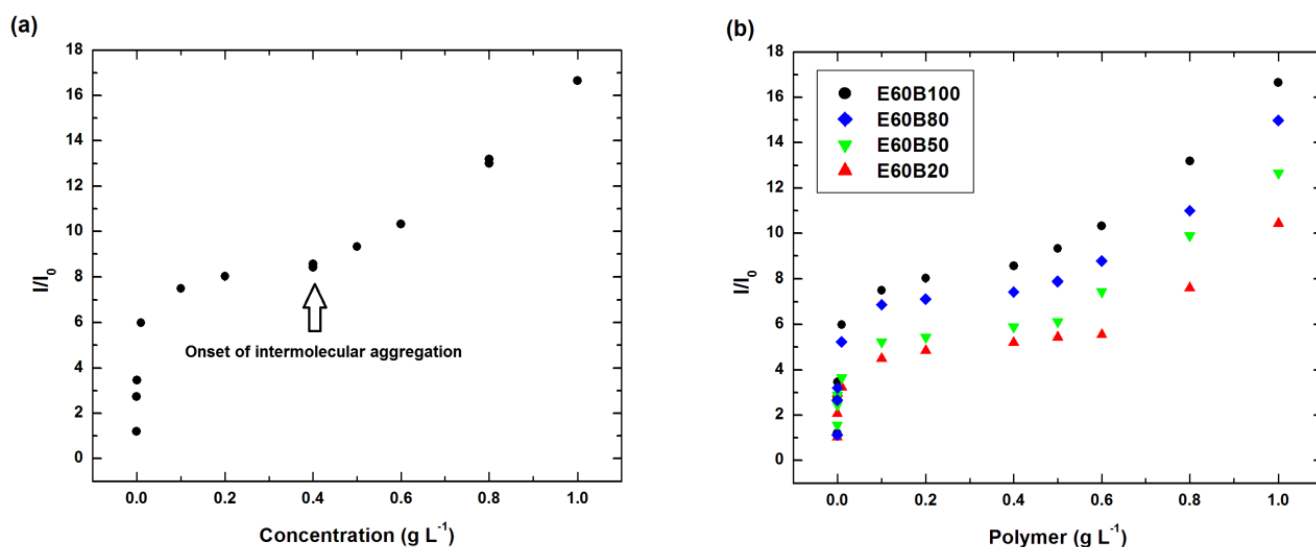 (a)
18
16
14
12
10
8
6
4
2
0
I/I₀
Onset of intermolecular aggregation
0.0 0.2 0.4 0.6 0.8 1.0
Concentration (g L⁻¹)
(b)
18
16
14
12
10
8
6
4
2
0
I/I₀
E60B100
E60B80
E60B50
E60B20
0.0 0.2 0.4 0.6 0.8 1.0
Polymer (g L⁻¹)